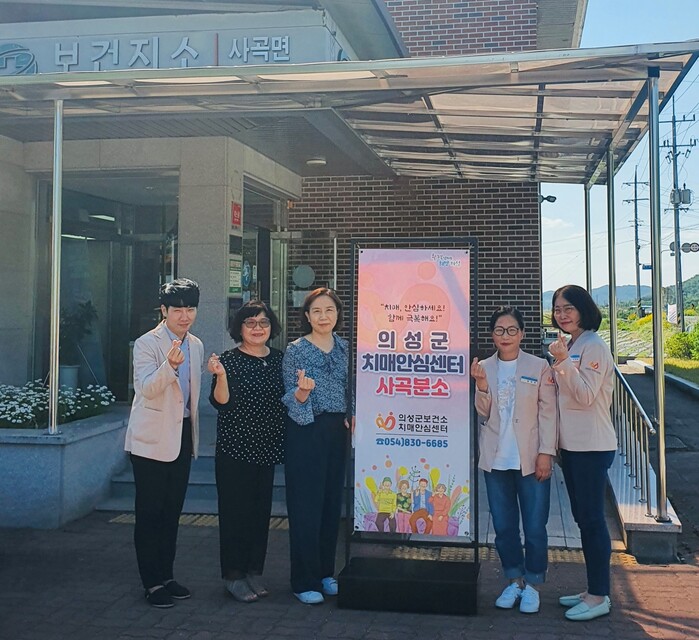 보건지소 사곡면
"치매, 안심하세요!
함께 극복해요!"
의성군
치매안심센터
사곡분소
의성군보건소
치매안심센터
☎054)830-6685